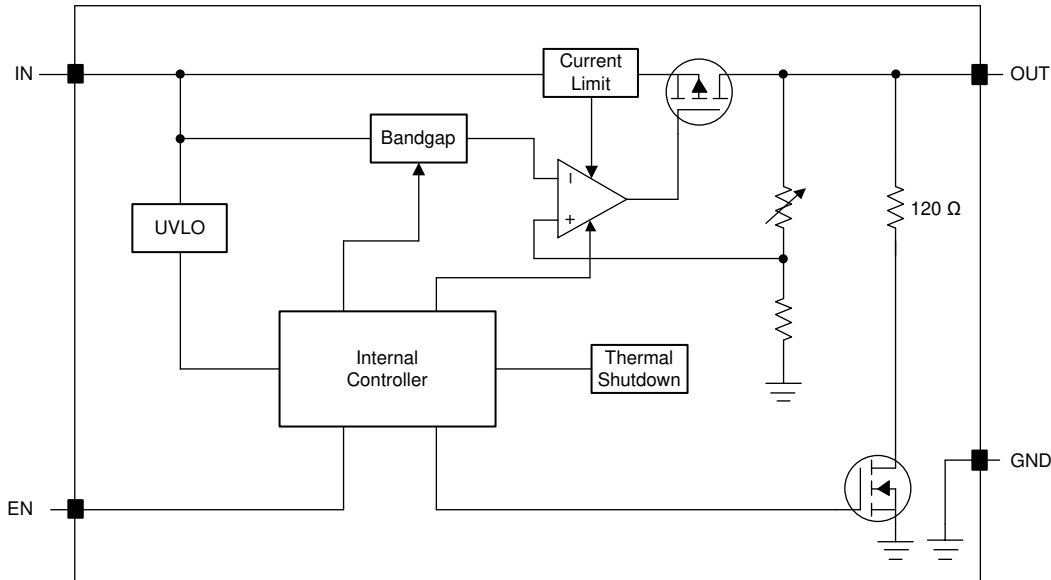 IN
Current
Limit
OUT
Bandgap
UVLO
120 Ω
Internal
Controller
Thermal
Shutdown
GND
EN